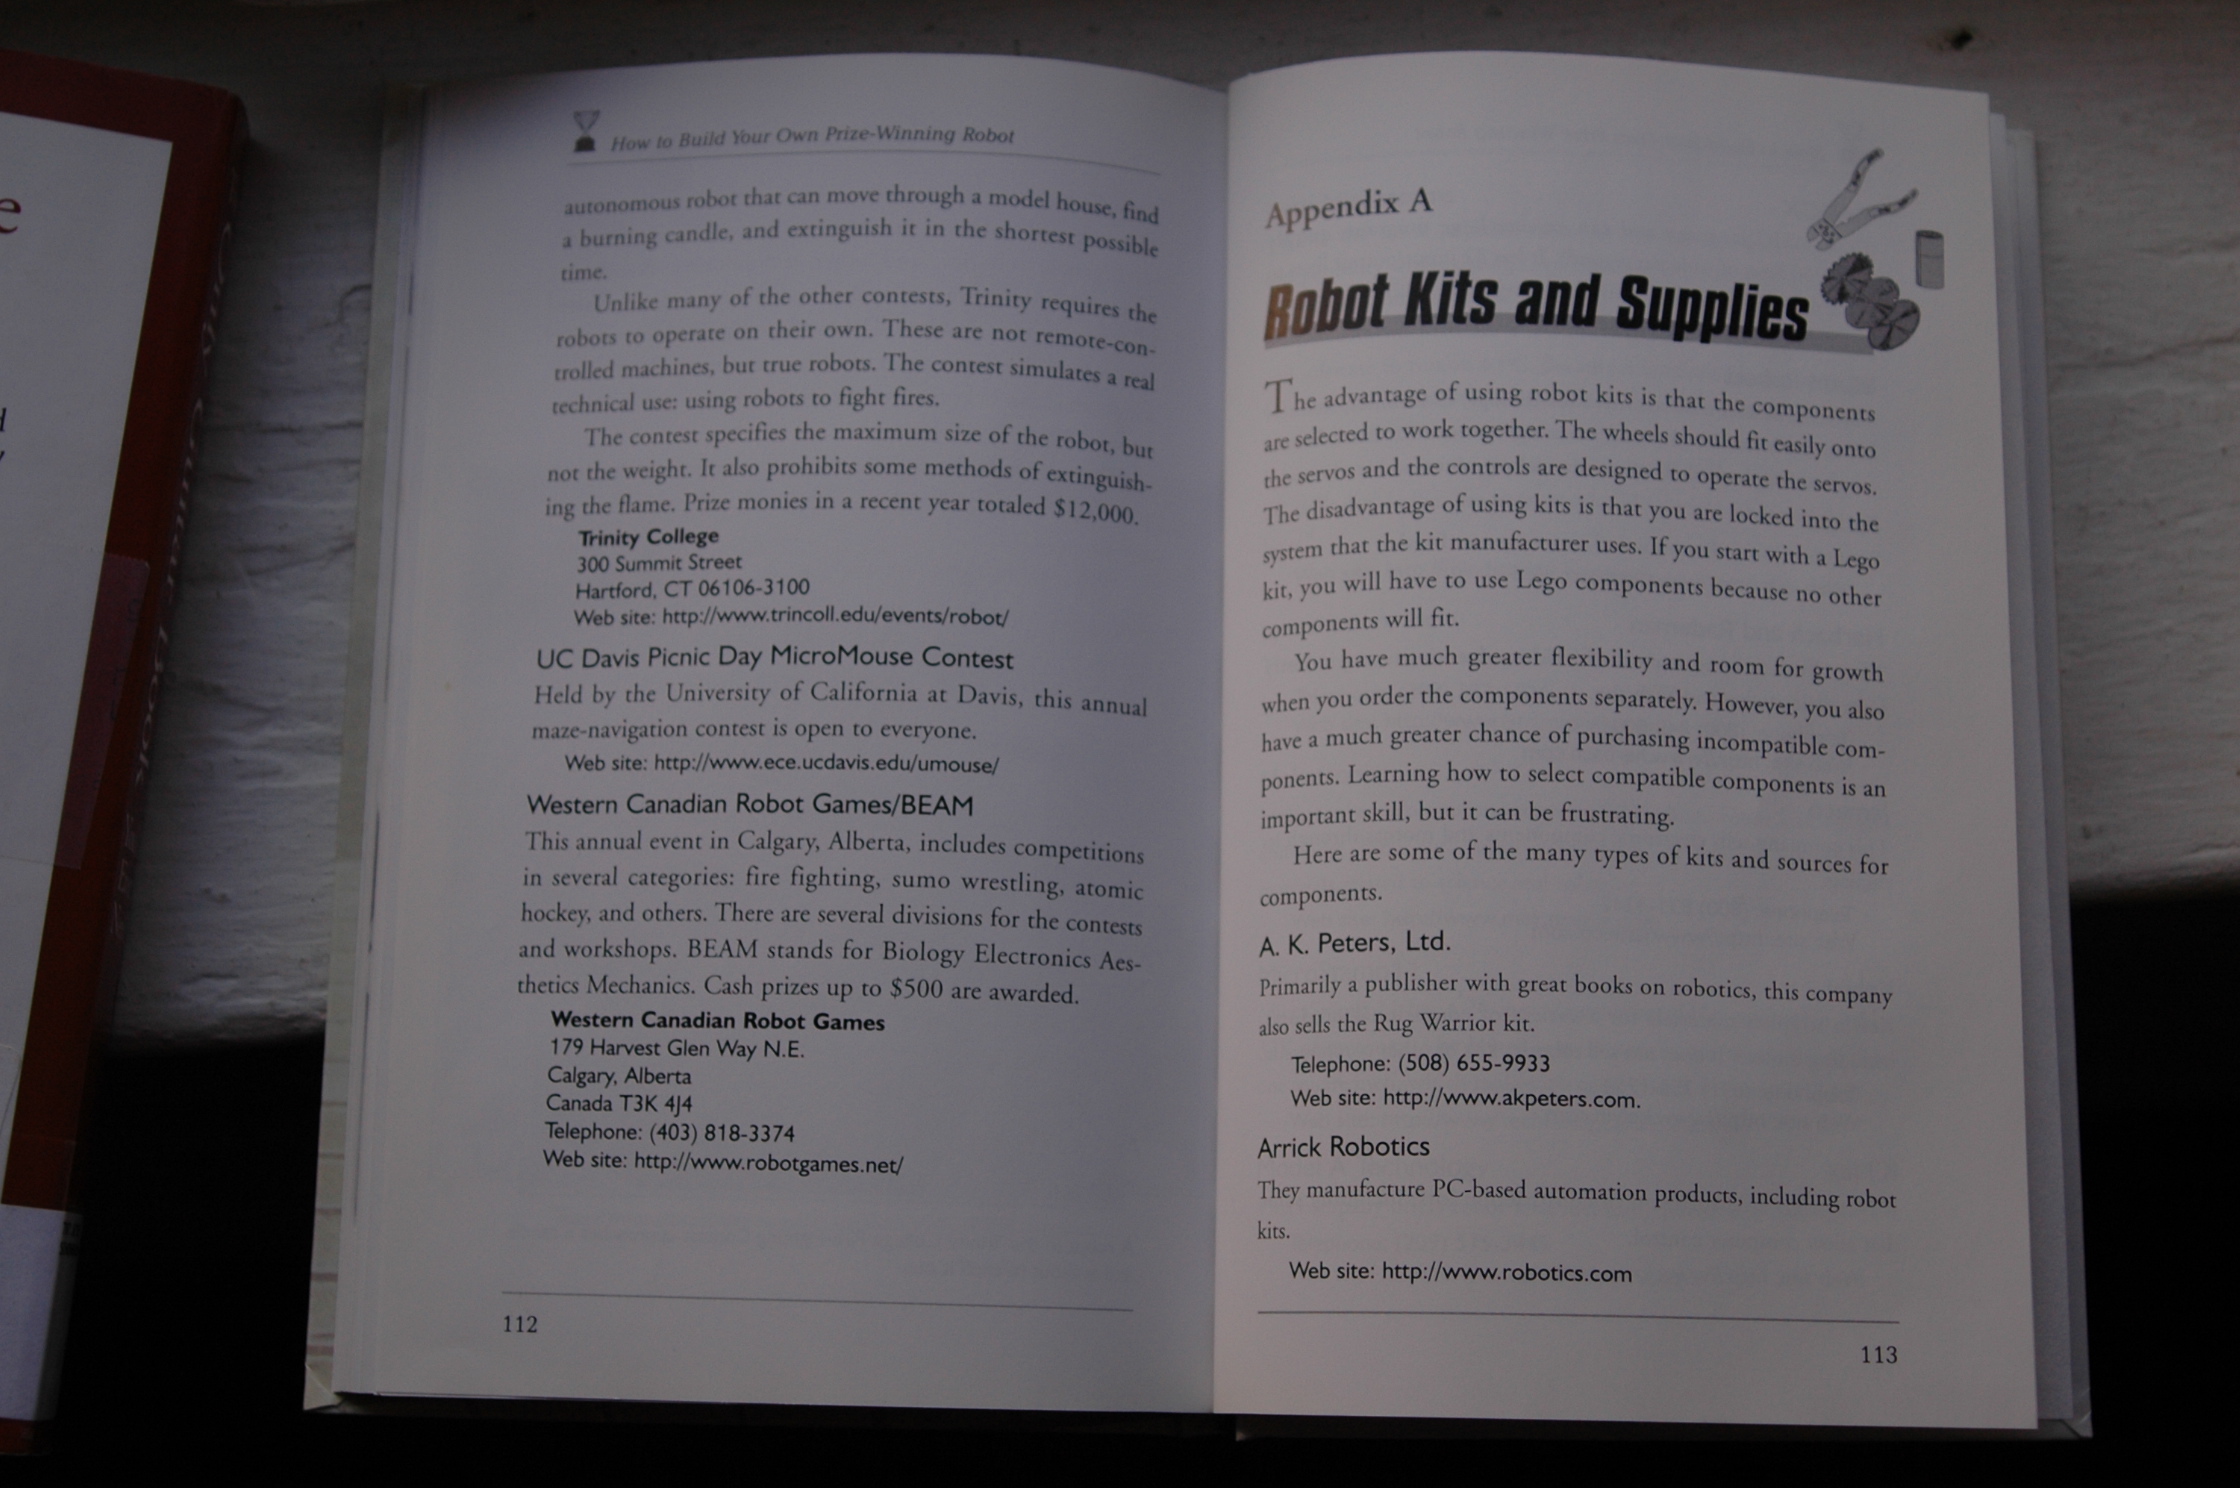 How to Build Your Own Prize-Winning Robot
autonomous robot that can move through a model house, find
a burning candle, and extinguish it in the shortest possible
time.
Unlike many of the other contests, Trinity requires the
robots to operate on their own. These are not remote-con-
trolled machines, but true robots. The contest simulates a real
technical use: using robots to fight fires.
The contest specifies the maximum size of the robot, but
not the weight. It also prohibits some methods of extinguish-
ing the flame. Prize monies in a recent year totaled $12,000.
Trinity College
300 Summit Street
Hartford, CT 06106-3100
Web site: http://www.trincoll.edu/events/robot/
UC Davis Picnic Day MicroMouse Contest
Held by the University of California at Davis, this annual
maze-navigation contest is open to everyone.
Web site: http://www.ece.ucdavis.edu/umouse/
Western Canadian Robot Games/BEAM
This annual event in Calgary, Alberta, includes competitions
in several categories: fire fighting, sumo wrestling, atomic
hockey, and others. There are several divisions for the contests
and workshops. BEAM stands for Biology Electronics Aes-
thetics Mechanics. Cash prizes up to $500 are awarded.
Western Canadian Robot Games
179 Harvest Glen Way N.E.
Calgary, Alberta
Canada T3K 4J4
Telephone: (403) 818-3374
Web site: http://www.robotgames.net/
112
Appendix A
Robot Kits and Supplies
The advantage of using robot kits is that the components
are selected to work together. The wheels should fit easily onto
the servos and the controls are designed to operate the servos.
The disadvantage of using kits is that you are locked into the
system that the kit manufacturer uses. If you start with a Lego
kit, you will have to use Lego components because no other
components will fit.
You have much greater flexibility and room for growth
when you order the components separately. However, you also
have a much greater chance of purchasing incompatible com-
ponents. Learning how to select compatible components is an
important skill, but it can be frustrating.
Here are some of the many types of kits and sources for
components.
A. K. Peters, Ltd.
Primarily a publisher with great books on robotics, this company
also sells the Rug Warrior kit.
Telephone: (508) 655-9933
Web site: http://www.akpeters.com.
Arrick Robotics
They manufacture PC-based automation products, including robot
kits.
Web site: http://www.robotics.com
113
Only Guitar Book